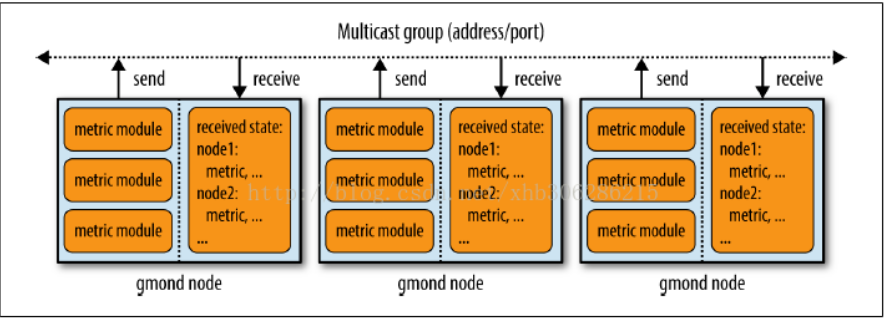 Multicast group (address/port)
send
receive
send
receive
send
receive
metric module
metric module
metric module
received state:
node1:
metric, ...
node2:
metric, ...
...
metric module
metric module
metric module
received state:
node1:
metric, ...
node2:
metric, ...
...
metric module
metric module
metric module
received state:
node1:
metric, ...
node2:
metric, ...
...
http://blog.csdn.net/xhb306286215
gmond node
gmond node
gmond node